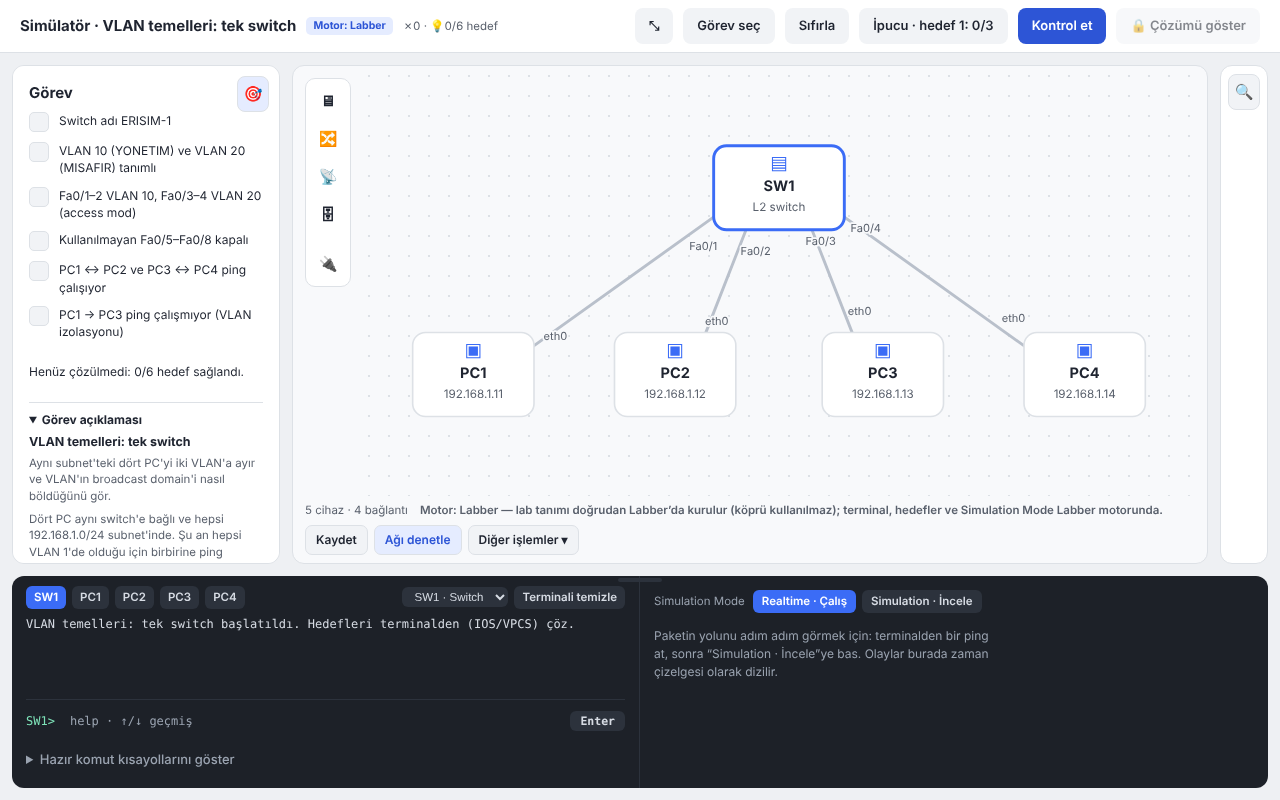 Simülatör · VLAN temelleri: tek switch
Motor: Labber
×0 · 💡0/6 hedef
Görev seç
Sıfırla
İpucu · hedef 1: 0/3
Kontrol et
🔒 Çözümü göster
Görev
Switch adı ERISIM-1
VLAN 10 (YONETIM) ve VLAN 20
(MISAFIR) tanımlı
Fa0/1–2 VLAN 10, Fa0/3–4 VLAN 20
(access mod)
Kullanılmayan Fa0/5–Fa0/8 kapalı
PC1 ↔ PC2 ve PC3 ↔ PC4 ping
çalışıyor
PC1 → PC3 ping çalışmıyor (VLAN
izolasyonu)
Henüz çözülmedi: 0/6 hedef sağlandı.
▼ Görev açıklaması
VLAN temelleri: tek switch
Aynı subnet'teki dört PC'yi iki VLAN'a ayır
ve VLAN'ın broadcast domain'i nasıl
böldüğünü gör.
Dört PC aynı switch'e bağlı ve hepsi
192.168.1.0/24 subnet'inde. Şu an hepsi
VLAN 1'de olduğu için birbirine ping
SW1
L2 switch
Fa0/1
Fa0/2
Fa0/3
Fa0/4
eth0
eth0
eth0
eth0
PC1
192.168.1.11
PC2
192.168.1.12
PC3
192.168.1.13
PC4
192.168.1.14
5 cihaz · 4 bağlantı
Motor: Labber — lab tanımı doğrudan Labber’da kurulur (köprü kullanılmaz); terminal, hedefler ve Simulation Mode Labber motorunda.
Kaydet
Ağı denetle
Diğer işlemler ▾
SW1
PC1
PC2
PC3
PC4
SW1 · Switch
Terminali temizle
VLAN temelleri: tek switch başlatıldı. Hedefleri terminalden (IOS/VPCS) çöz.
SW1>
help · ↑/↓ geçmiş
Enter
▶ Hazır komut kısayollarını göster
Simulation Mode
Realtime · Çalış
Simulation · İncele
Paketin yolunu adım adım görmek için: terminalden bir ping
at, sonra “Simulation · İncele”ye bas. Olaylar burada zaman
çizelgesi olarak dizilir.